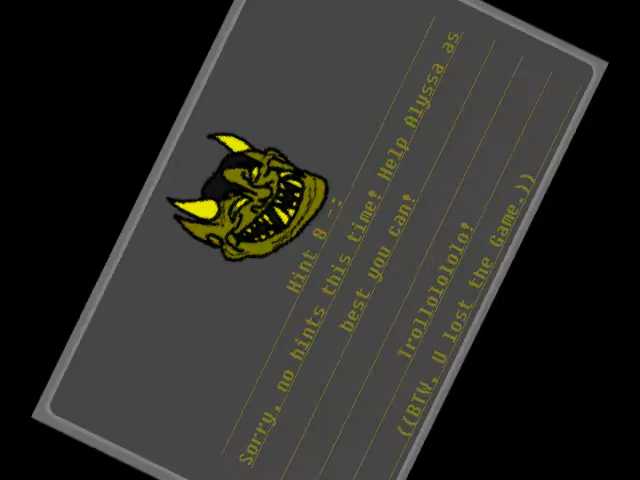 Hint 8 -:
Sorry, no hints this time! Help Alyssa as
best you can!
Trollolololo!
((BTW, U lost the Game.))